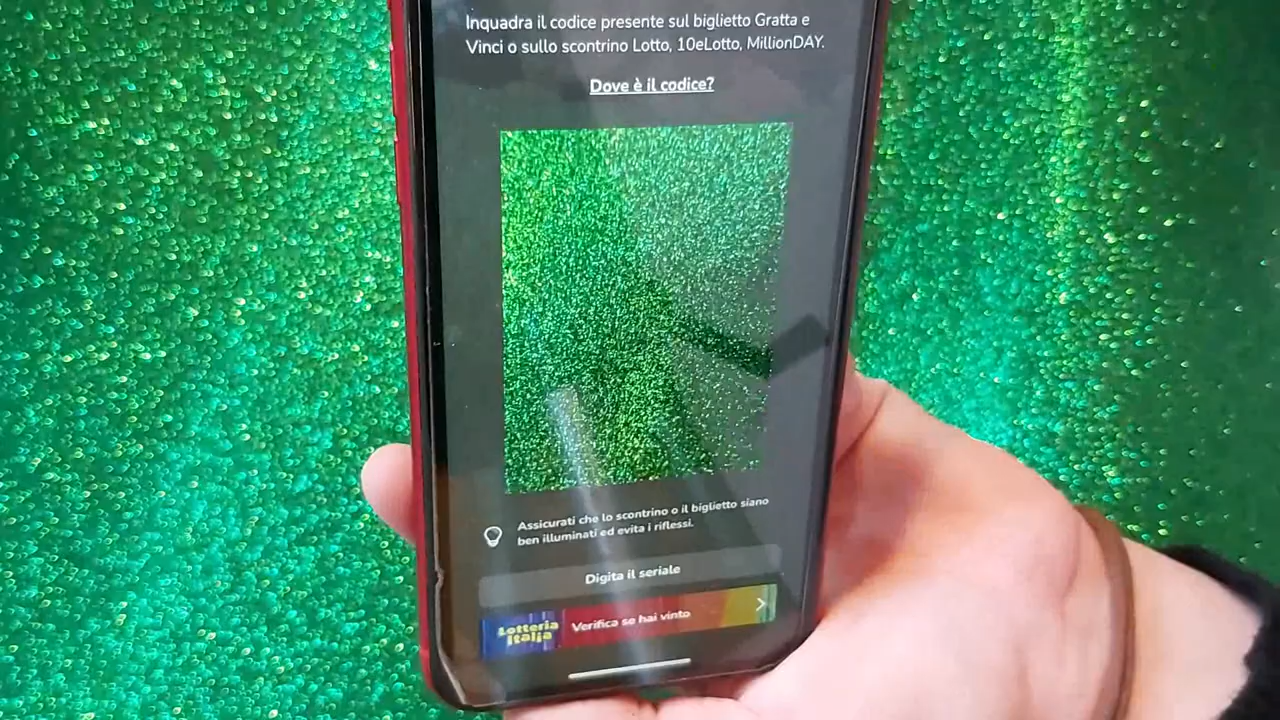 Inquadra il codice presente sul biglietto Gratta e
Vinci o sullo scontrino Lotto, 10eLotto, MillionDAY.
Dove è il codice?
Assicurati che lo scontrino o il biglietto siano
ben illuminati ed evita i riflessi.
Digita il seriale
Lotteria
Italia
Verifica se hai vinto